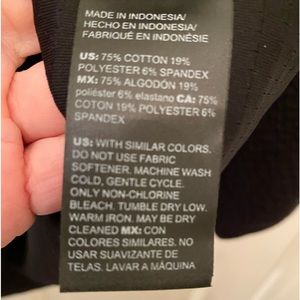 MADE IN INDONESIA/
HECHO EN INDONESIA/
FABRIQUÉ EN INDONÉSIE
US: 75% COTTON 19%
POLYESTER 6% SPANDEX
MX: 75% ALGODÓN 19%
poliéster 6% elastano CA: 75%
COTON 19% POLYESTER 6%
SPANDEX
US: WITH SIMILAR COLORS.
DO NOT USE FABRIC
SOFTENER. MACHINE WASH
COLD, GENTLE CYCLE.
ONLY NON-CHLORINE
BLEACH. TUMBLE DRY LOW.
WARM IRON. MAY BE DRY
CLEANED MX: CON
COLORES SIMILARES. NO
USAR SUAVIZANTE DE
TELAS. LAVAR A MÁQUINA